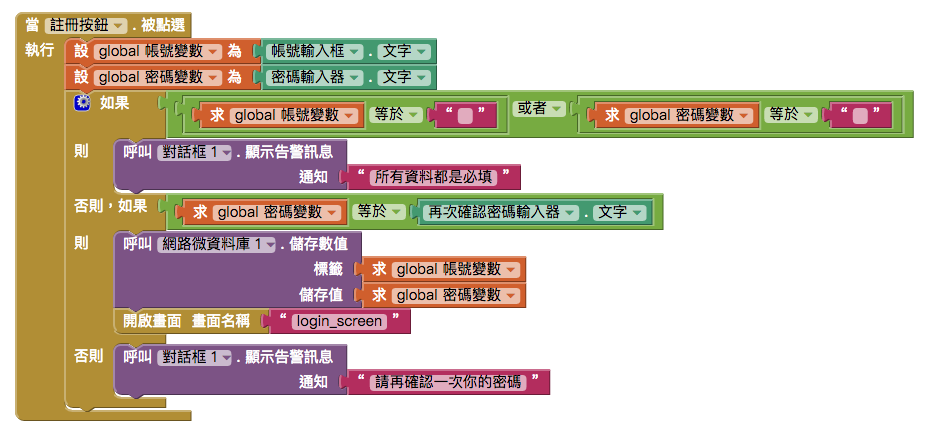 當 註冊按鈕 . 被點選
執行 設 global 帳號變數 為 帳號輸入框 . 文字
設 global 密碼變數 為 密碼輸入器 . 文字
如果 求 global 帳號變數 等於 “ ” 或者 求 global 密碼變數 等於 “ ”
則 呼叫 對話框 1 . 顯示告警訊息
通知 “ 所有資料都是必填 ”
否則，如果 求 global 密碼變數 等於 再次確認密碼輸入器 . 文字
則 呼叫 網路微資料庫 1 . 儲存數值
標籤 求 global 帳號變數
儲存值 求 global 密碼變數
開啟畫面 畫面名稱 “ login_screen ”
否則 呼叫 對話框 1 . 顯示告警訊息
通知 “ 請再確認一次你的密碼 ”